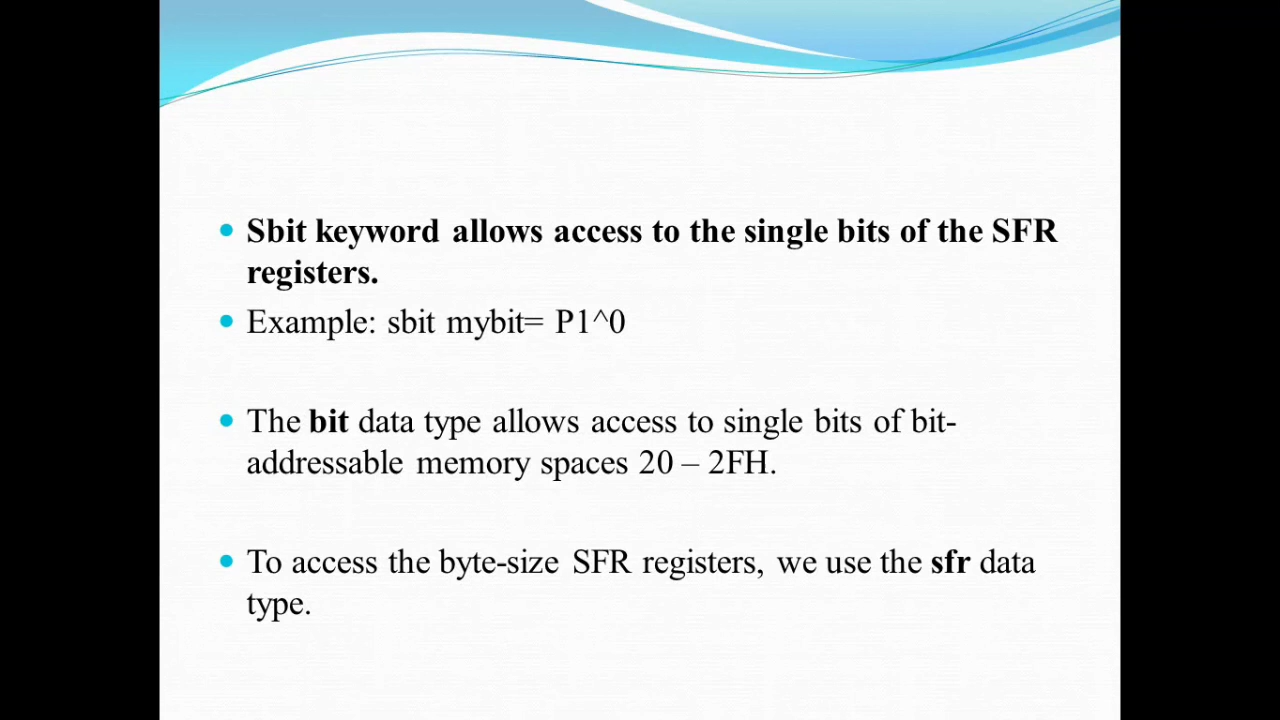 Sbit keyword allows access to the single bits of the SFR
registers.
Example: sbit mybit= P1^0
The bit data type allows access to single bits of bit-
addressable memory spaces 20 – 2FH.
To access the byte-size SFR registers, we use the sfr data
type.